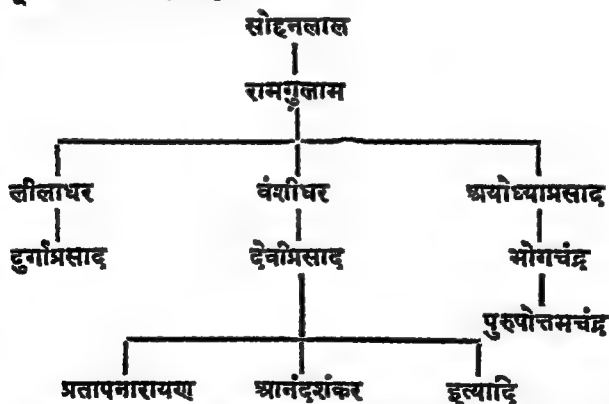 सोहनलाल
रामगुलाम
लीलाधर वंशीधर अयोध्याप्रसाद
दुर्गाप्रसाद देवीप्रसाद भोगचंद्र
पुरुषोत्तमचंद्र
प्रतापनारायण आनंदशंकर इत्यादि